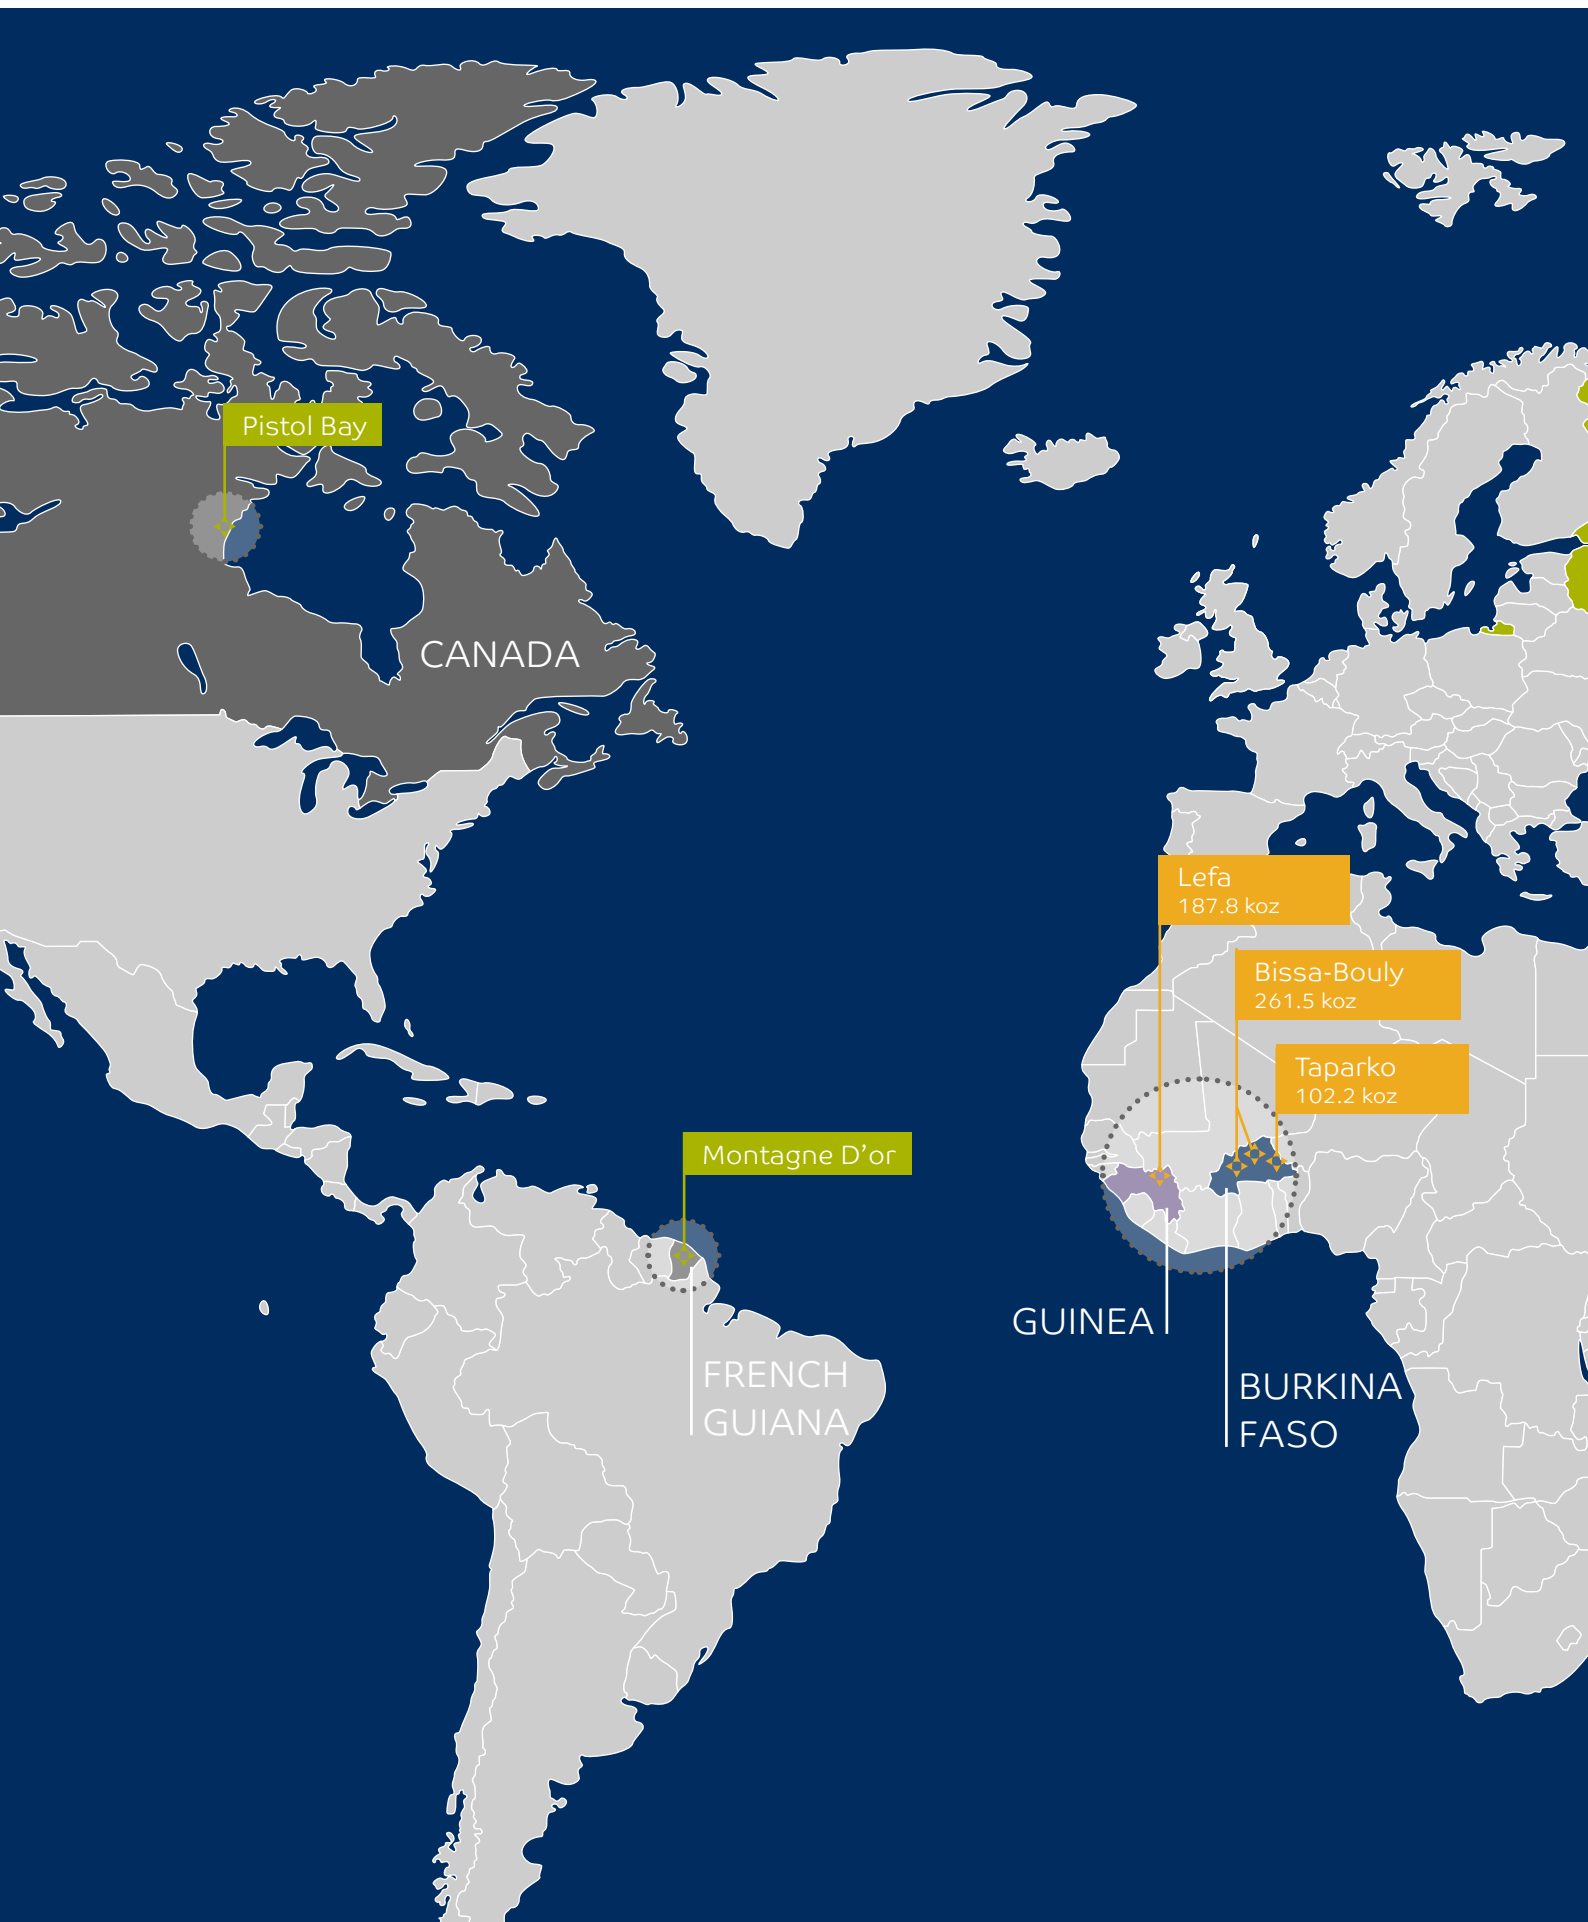 Pistol Bay
CANADA
Lefa
187.8 koz
Bissa-Bouly
261.5 koz
Taparko
102.2 koz
Montagne D’or
GUINEA
FRENCH
GUIANA
BURKINA
FASO